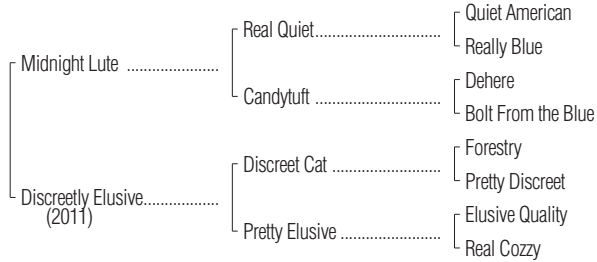 Quiet American
Real Quiet..............................
Really Blue
Midnight Lute ......................
Dehere
Candytuft ..............................
Bolt From the Blue
Forestry
Discreet Cat ..........................
Pretty Discreet
Discreetly Elusive..................
(2011)
Elusive Quality
Pretty Elusive ........................
Real Cozzy